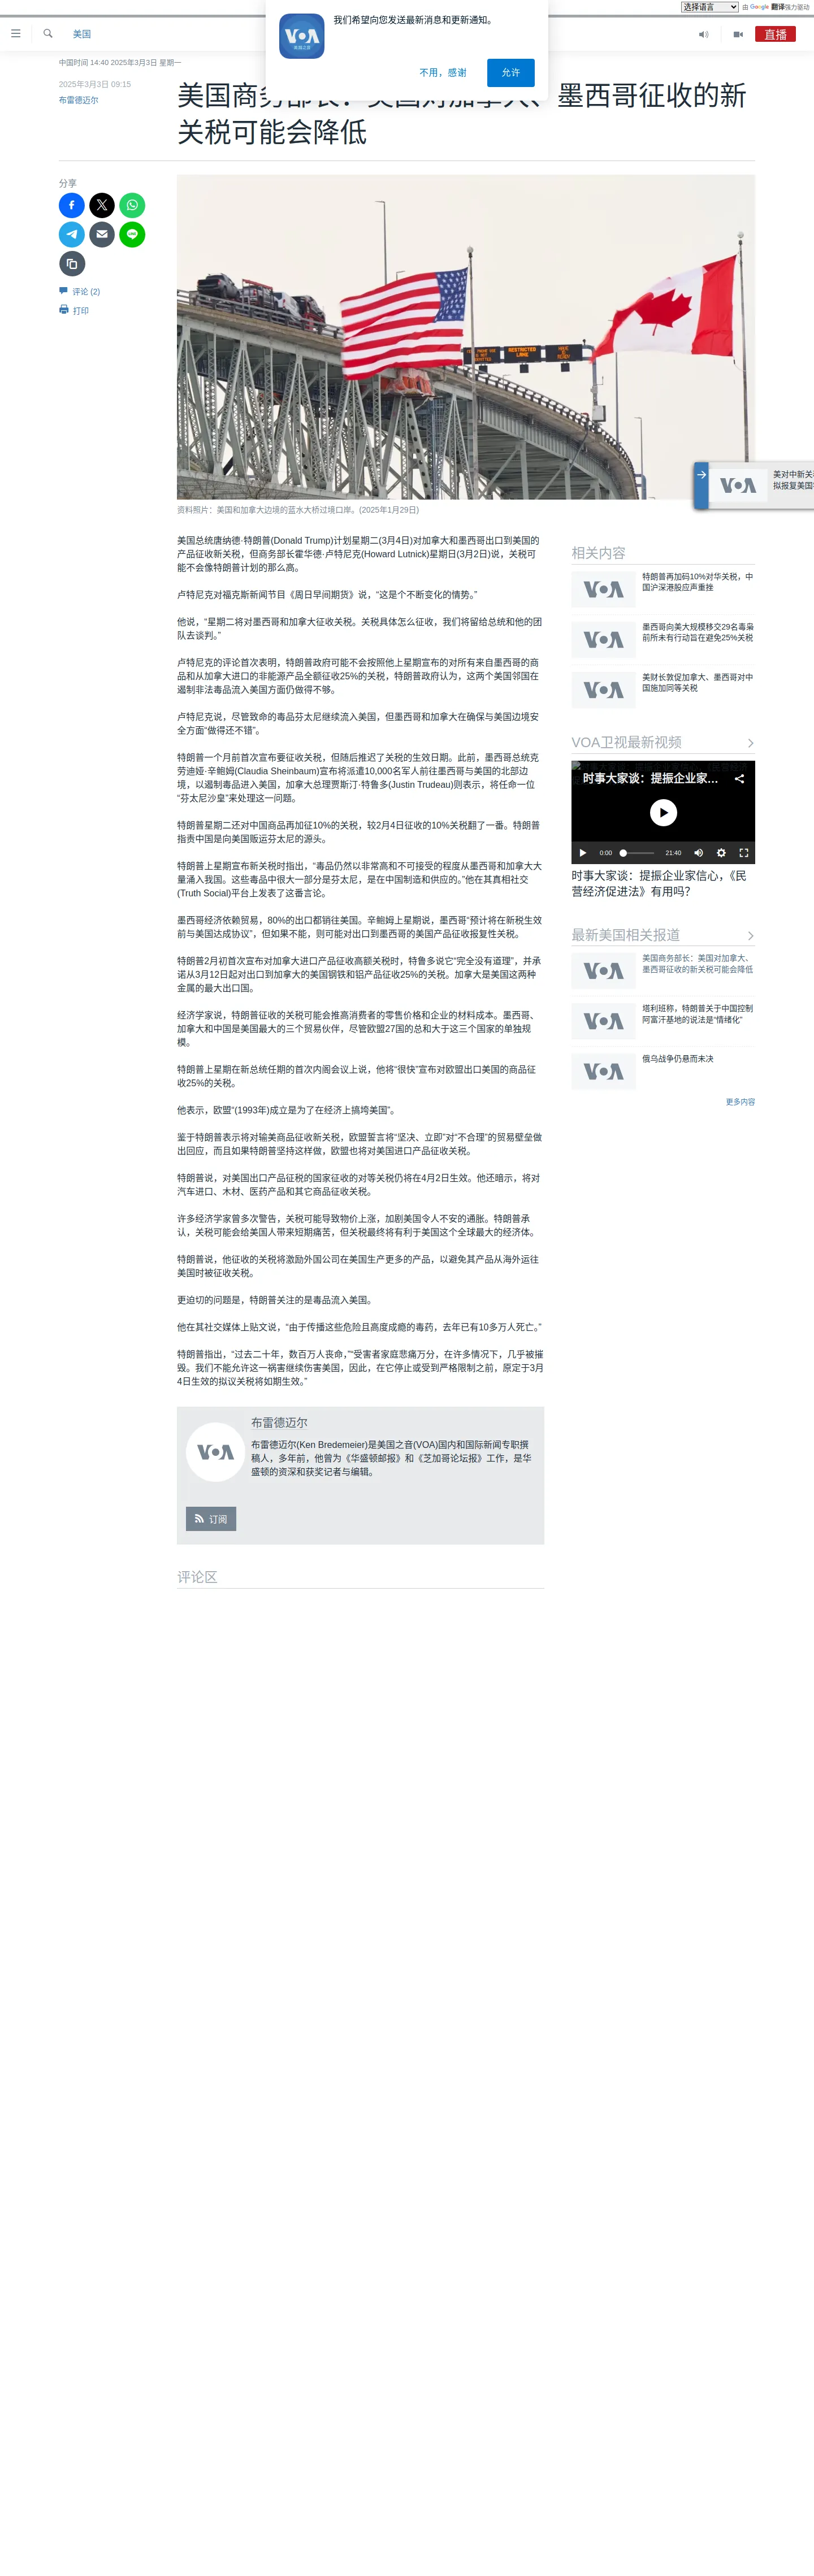 选择语言
由 Google 翻译强力驱动
我们希望向您发送最新消息和更新通知。
VOA
美国之音
不用，感谢
允许
美国
直播
中国时间 14:40 2025年3月3日 星期一
2025年3月3日 09:15
布雷德迈尔
美国商务部长：美国对加拿大、墨西哥征收的新
关税可能会降低
分享
LINE
评论 (2)
打印
RESTRICTED
LANE
资料照片：美国和加拿大边境的蓝水大桥过境口岸。(2025年1月29日)
VOA
美对中新关
拟报复美国
美国总统唐纳德·特朗普(Donald Trump)计划星期二(3月4日)对加拿大和墨西哥出口到美国的
产品征收新关税，但商务部长霍华德·卢特尼克(Howard Lutnick)星期日(3月2日)说，关税可
能不会像特朗普计划的那么高。
卢特尼克对福克斯新闻节目《周日早间期货》说，“这是个不断变化的情势。”
他说，“星期二将对墨西哥和加拿大征收关税。关税具体怎么征收，我们将留给总统和他的团
队去谈判。”
卢特尼克的评论首次表明，特朗普政府可能不会按照他上星期宣布的对所有来自墨西哥的商
品和从加拿大进口的非能源产品全额征收25%的关税，特朗普政府认为，这两个美国邻国在
遏制非法毒品流入美国方面仍做得不够。
卢特尼克说，尽管致命的毒品芬太尼继续流入美国，但墨西哥和加拿大在确保与美国边境安
全方面“做得还不错”。
特朗普一个月前首次宣布要征收关税，但随后推迟了关税的生效日期。此前，墨西哥总统克
劳迪娅·辛鲍姆(Claudia Sheinbaum)宣布将派遣10,000名军人前往墨西哥与美国的北部边
境，以遏制毒品进入美国，加拿大总理贾斯汀·特鲁多(Justin Trudeau)则表示，将任命一位
“芬太尼沙皇”来处理这一问题。
特朗普星期二还对中国商品再加征10%的关税，较2月4日征收的10%关税翻了一番。特朗普
指责中国是向美国贩运芬太尼的源头。
特朗普上星期宣布新关税时指出，“毒品仍然以非常高和不可接受的程度从墨西哥和加拿大大
量涌入我国。这些毒品中很大一部分是芬太尼，是在中国制造和供应的。”他在其真相社交
(Truth Social)平台上发表了这番言论。
墨西哥经济依赖贸易，80%的出口都销往美国。辛鲍姆上星期说，墨西哥“预计将在新税生效
前与美国达成协议”，但如果不能，则可能对出口到墨西哥的美国产品征收报复性关税。
特朗普2月初首次宣布对加拿大进口产品征收高额关税时，特鲁多说它“完全没有道理”，并承
诺从3月12日起对出口到加拿大的美国钢铁和铝产品征收25%的关税。加拿大是美国这两种
金属的最大出口国。
经济学家说，特朗普征收的关税可能会推高消费者的零售价格和企业的材料成本。墨西哥、
加拿大和中国是美国最大的三个贸易伙伴，尽管欧盟27国的总和大于这三个国家的单独规
模。
特朗普上星期在新总统任期的首次内阁会议上说，他将“很快”宣布对欧盟出口美国的商品征
收25%的关税。
他表示，欧盟“(1993年)成立是为了在经济上搞垮美国”。
鉴于特朗普表示将对输美商品征收新关税，欧盟誓言将“坚决、立即”对“不合理”的贸易壁垒做
出回应，而且如果特朗普坚持这样做，欧盟也将对美国进口产品征收关税。
特朗普说，对美国出口产品征税的国家征收的对等关税仍将在4月2日生效。他还暗示，将对
汽车进口、木材、医药产品和其它商品征收关税。
许多经济学家曾多次警告，关税可能导致物价上涨，加剧美国令人不安的通胀。特朗普承
认，关税可能会给美国人带来短期痛苦，但关税最终将有利于美国这个全球最大的经济体。
特朗普说，他征收的关税将激励外国公司在美国生产更多的产品，以避免其产品从海外运往
美国时被征收关税。
更迫切的问题是，特朗普关注的是毒品流入美国。
他在其社交媒体上贴文说，“由于传播这些危险且高度成瘾的毒药，去年已有10多万人死亡。”
特朗普指出，“过去二十年，数百万人丧命，”“受害者家庭悲痛万分，在许多情况下，几乎被摧
毁。我们不能允许这一祸害继续伤害美国，因此，在它停止或受到严格限制之前，原定于3月
4日生效的拟议关税将如期生效。”
VOA
布雷德迈尔
布雷德迈尔(Ken Bredemeier)是美国之音(VOA)国内和国际新闻专职撰
稿人，多年前，他曾为《华盛顿邮报》和《芝加哥论坛报》工作，是华
盛顿的资深和获奖记者与编辑。
订阅
评论区
相关内容
VOA
特朗普再加码10%对华关税，中
国沪深港股应声重挫
VOA
墨西哥向美大规模移交29名毒枭
前所未有行动旨在避免25%关税
VOA
美财长敦促加拿大、墨西哥对中
国施加同等关税
VOA卫视最新视频
时事大家谈：提振企业家...
0:00
21:40
时事大家谈：提振企业家信心，《民
营经济促进法》有用吗？
最新美国相关报道
VOA
美国商务部长：美国对加拿大、
墨西哥征收的新关税可能会降低
VOA
塔利班称，特朗普关于中国控制
阿富汗基地的说法是“情绪化”
VOA
俄乌战争仍悬而未决
更多内容